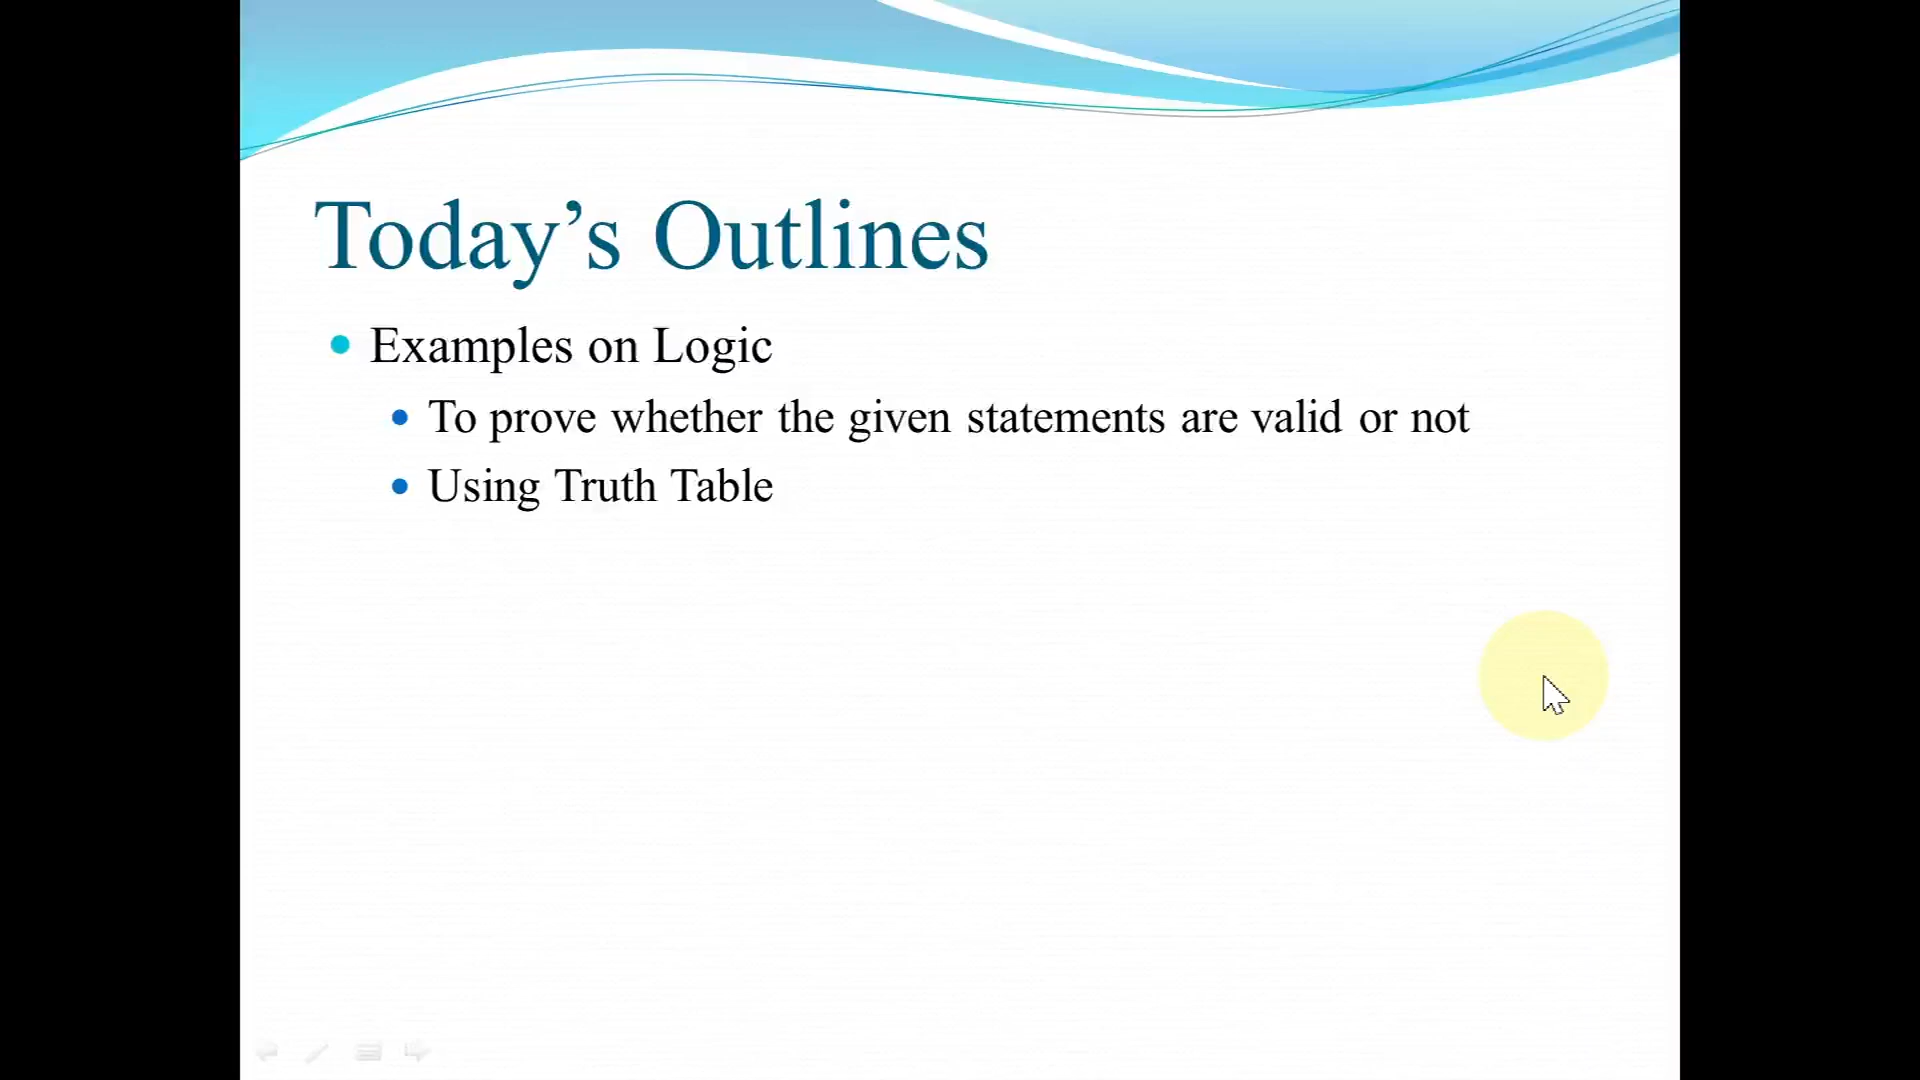 Today’s Outlines
Examples on Logic
To prove whether the given statements are valid or not
Using Truth Table